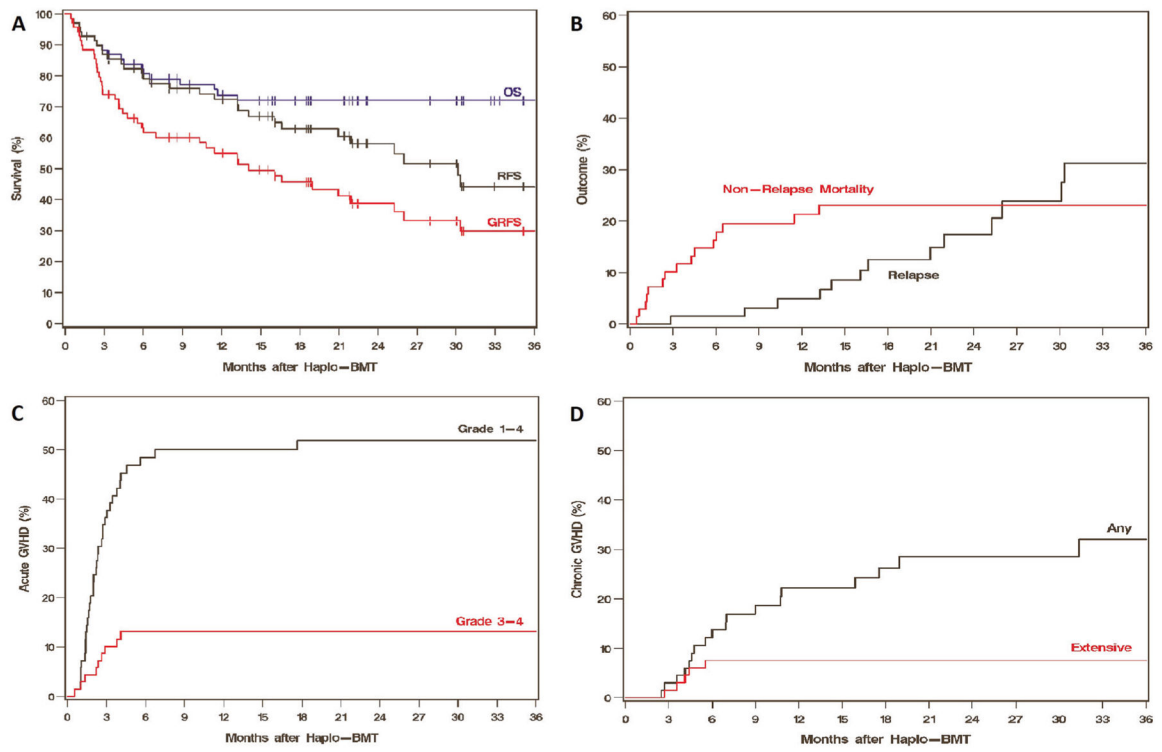 A
Survival (%)
100
90
80
70
60
50
40
30
20
10
0
OS
RFS
GRFS
0 3 6 9 12 15 18 21 24 27 30 33 36
Months after Haplo-BMT
B
Outcome (%)
60
50
40
30
20
10
0
Non-Relapse Mortality
Relapse
0 3 6 9 12 15 18 21 24 27 30 33 36
Months after Haplo-BMT
C
Acute GVHD (%)
60
50
40
30
20
10
0
Grade 1-4
Grade 3-4
0 3 6 9 12 15 18 21 24 27 30 33 36
Months after Haplo-BMT
D
Chronic GVHD (%)
60
50
40
30
20
10
0
Any
Extensive
0 3 6 9 12 15 18 21 24 27 30 33 36
Months after Haplo-BMT